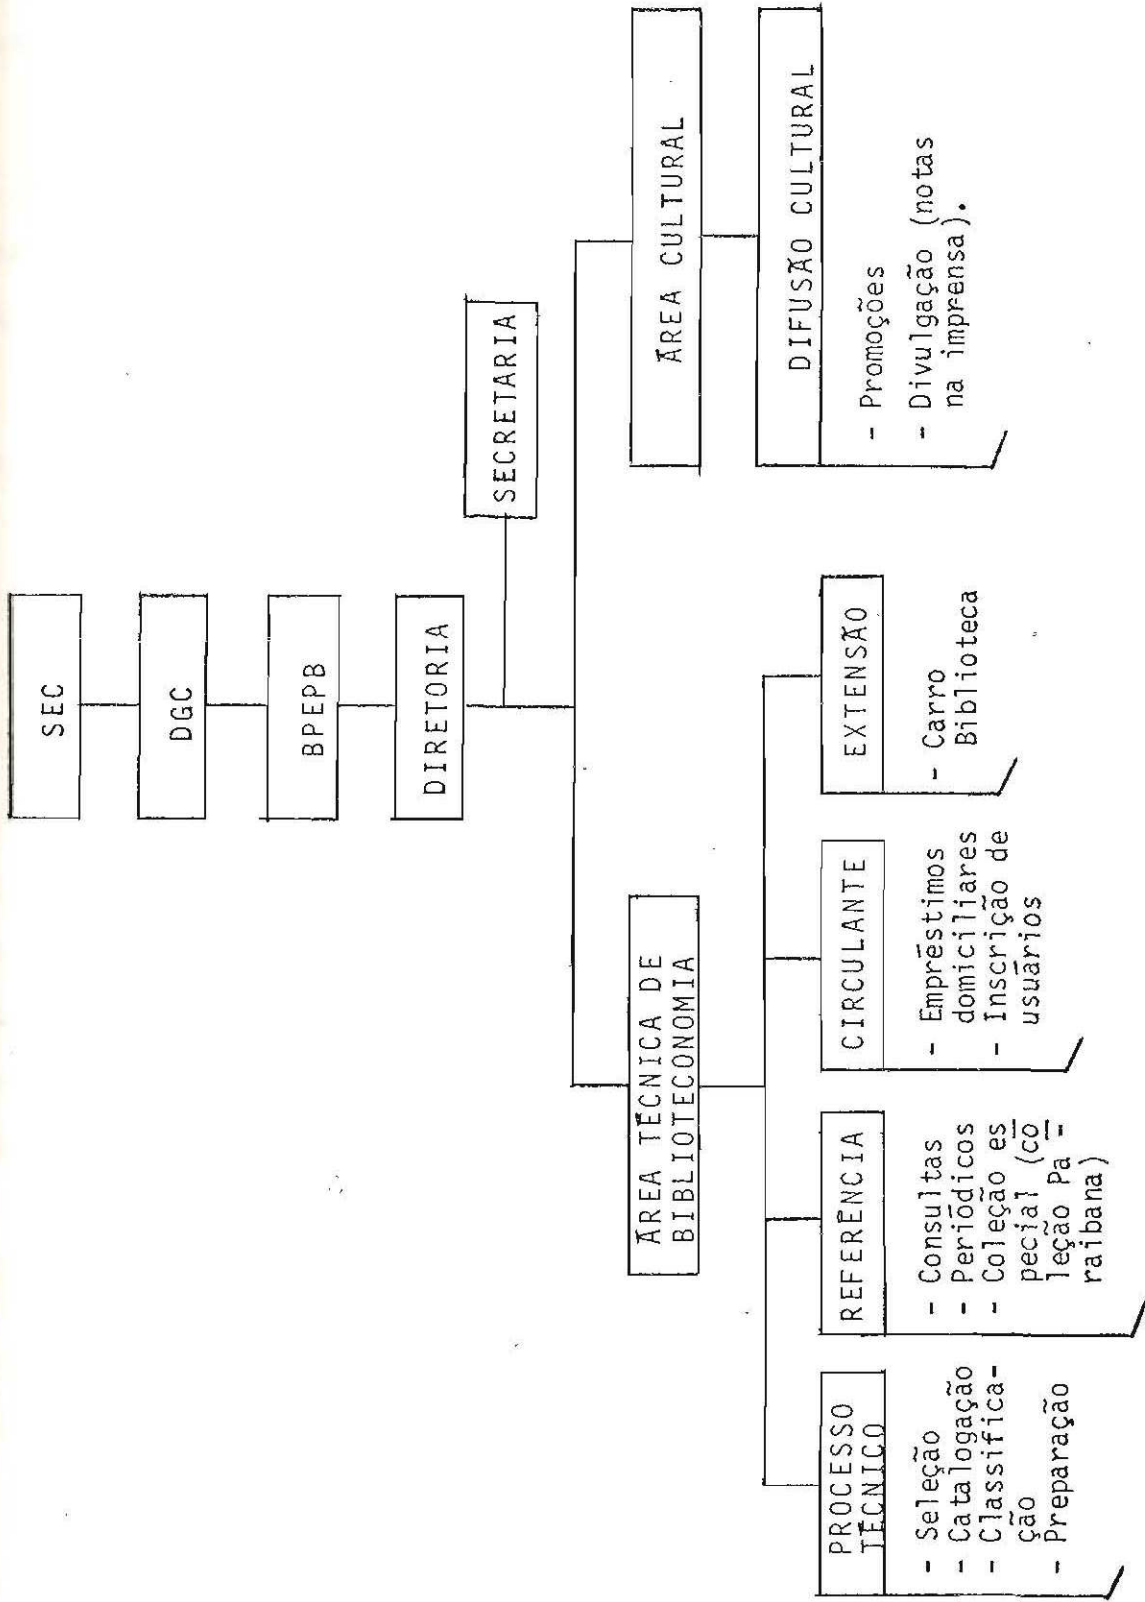 SEC
DGC
BPEPB
DIRETORIA
SECRETARIA
ÁREA TÉCNICA DE
BIBLIOTECONOMIA
ÁREA CULTURAL
DIFUSÃO CULTURAL
- Promoções
- Divulgação (notas
na imprensa).
PROCESSO
TÉCNICO
- Seleção
- Catalogação
- Classifica-
ção
- Preparação
REFERÊNCIA
- Consultas
- Periódicos
- Coleção es
pecial (co
leção Pa -
raibana)
CIRCULANTE
- Empréstimos
domiciliares
- Inscrição de
usuários
EXTENSÃO
- Carro
Biblioteca